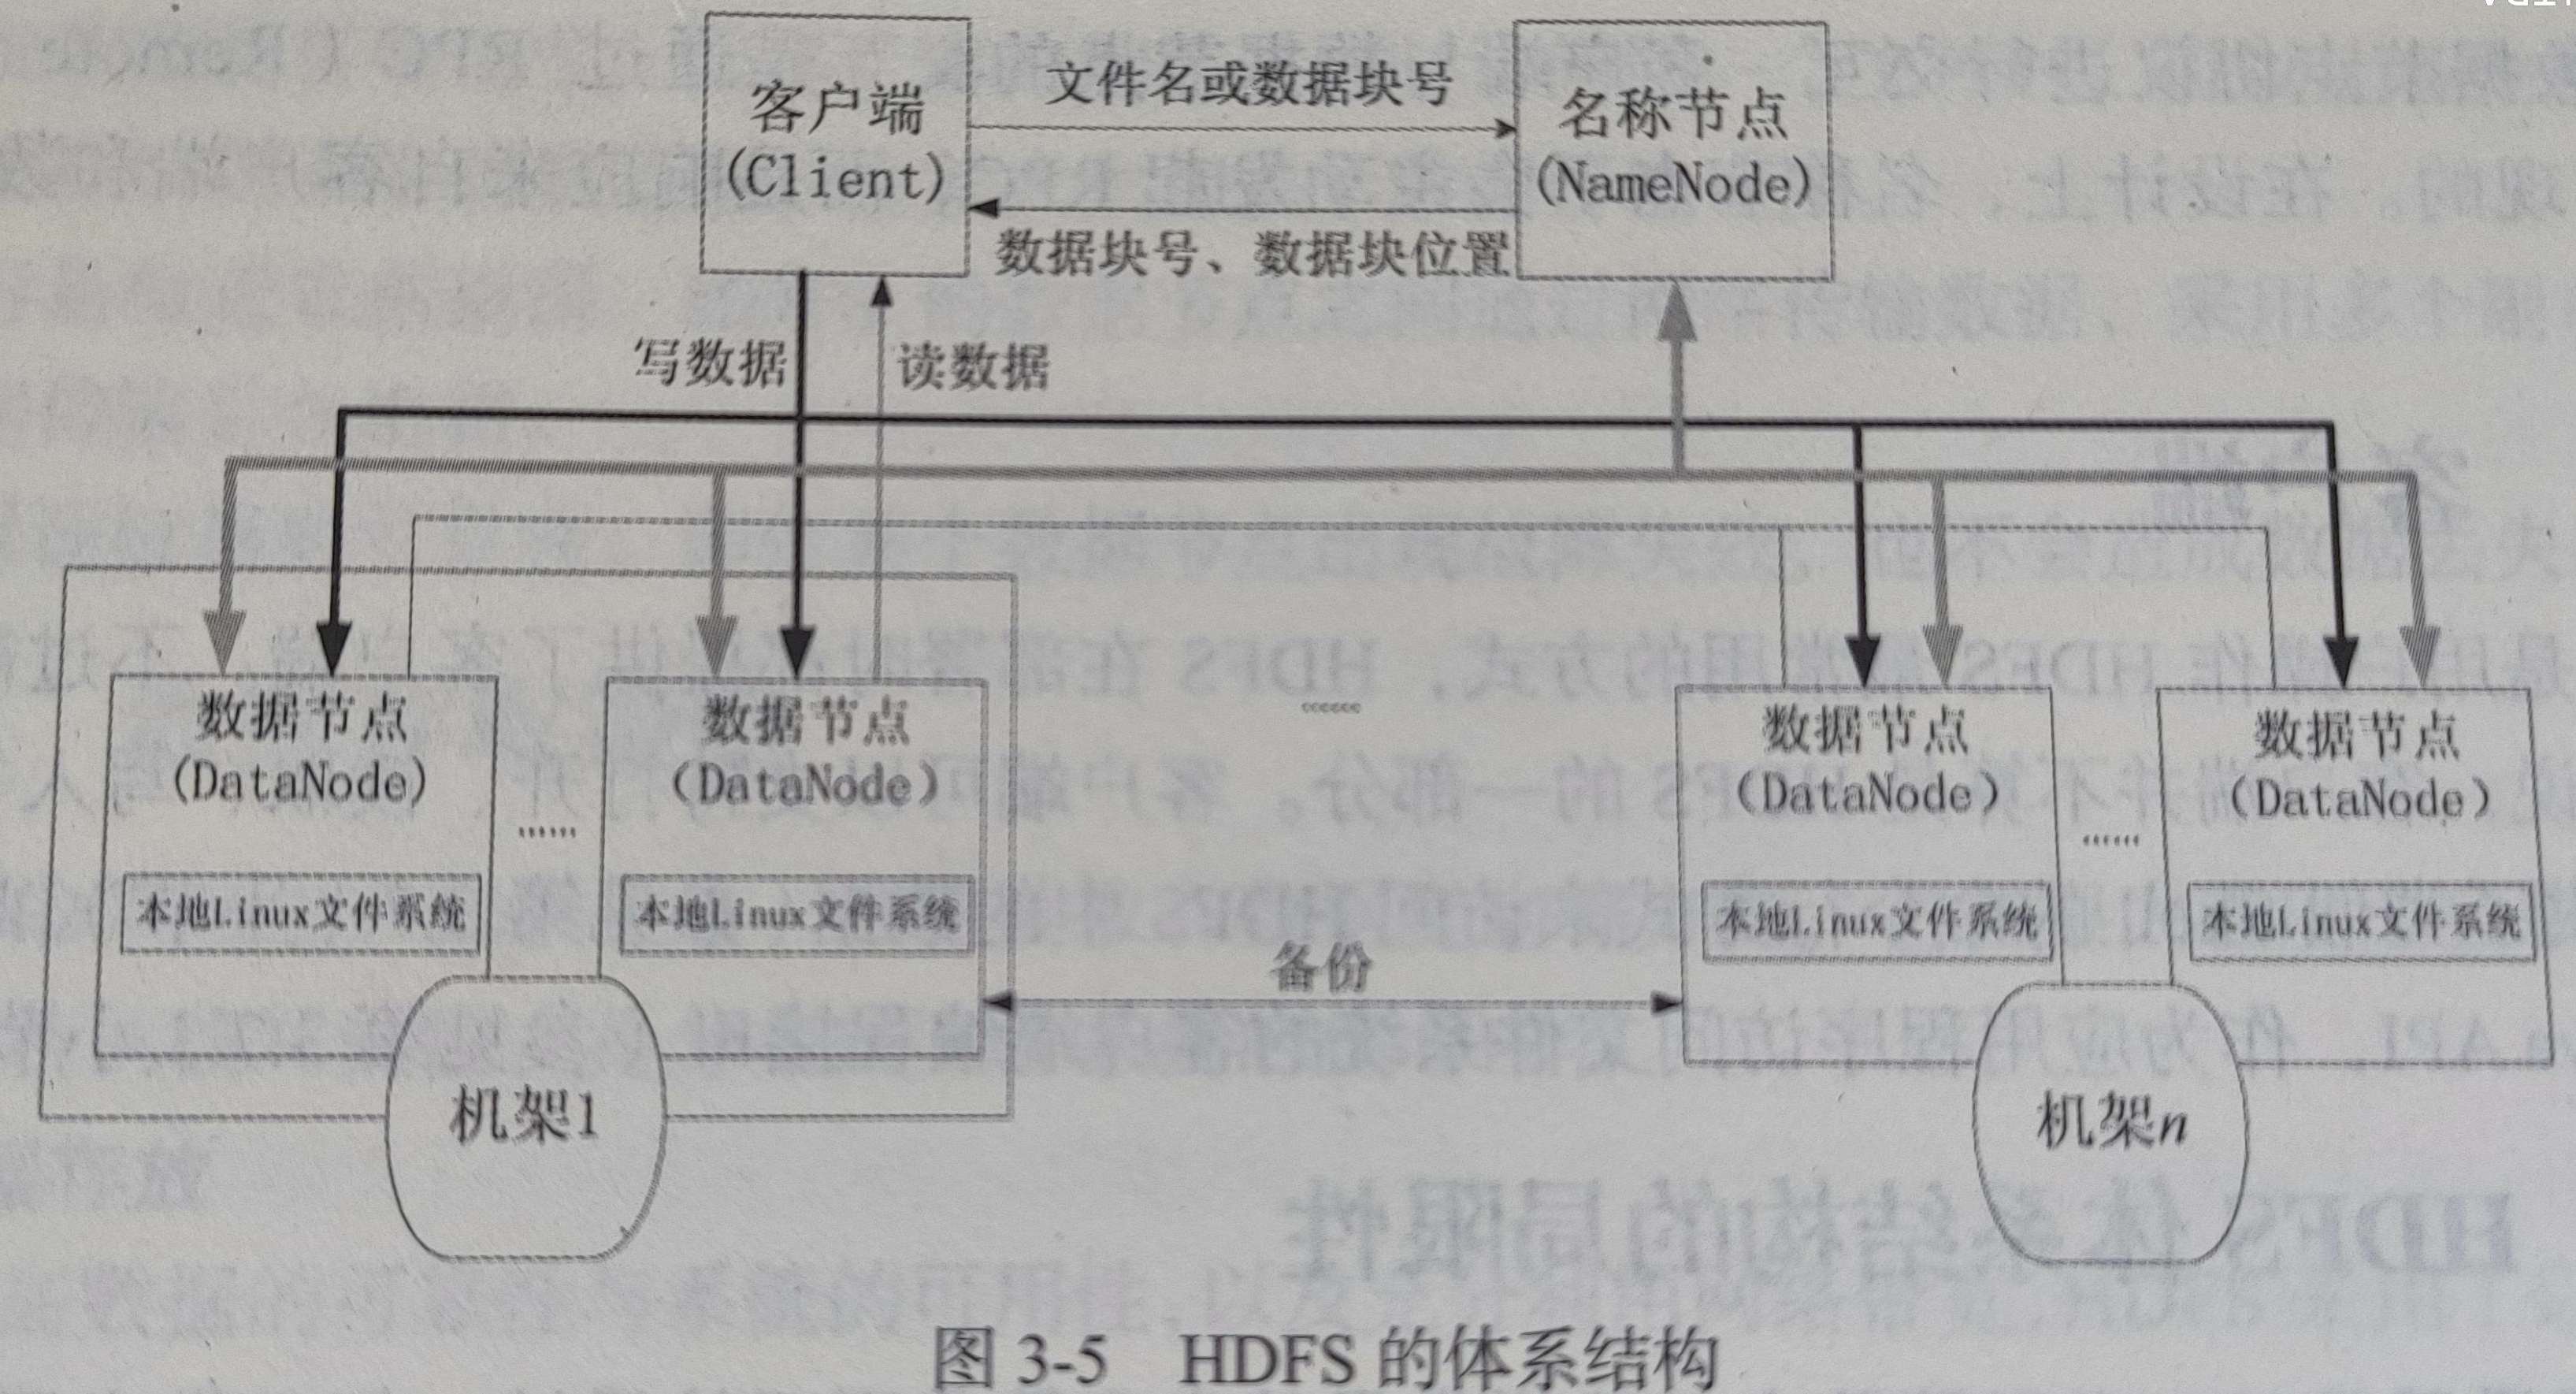 客户端
(Client)
文件名或数据块号
名称节点
(NameNode)
数据块号、数据块位置
写数据
读数据
数据节点
(DataNode)
本地Linux文件系统
......
数据节点
(DataNode)
本地Linux文件系统
机架1
......
备份
数据节点
(DataNode)
本地Linux文件系统
......
数据节点
(DataNode)
本地Linux文件系统
机架n
图 3-5 HDFS 的体系结构